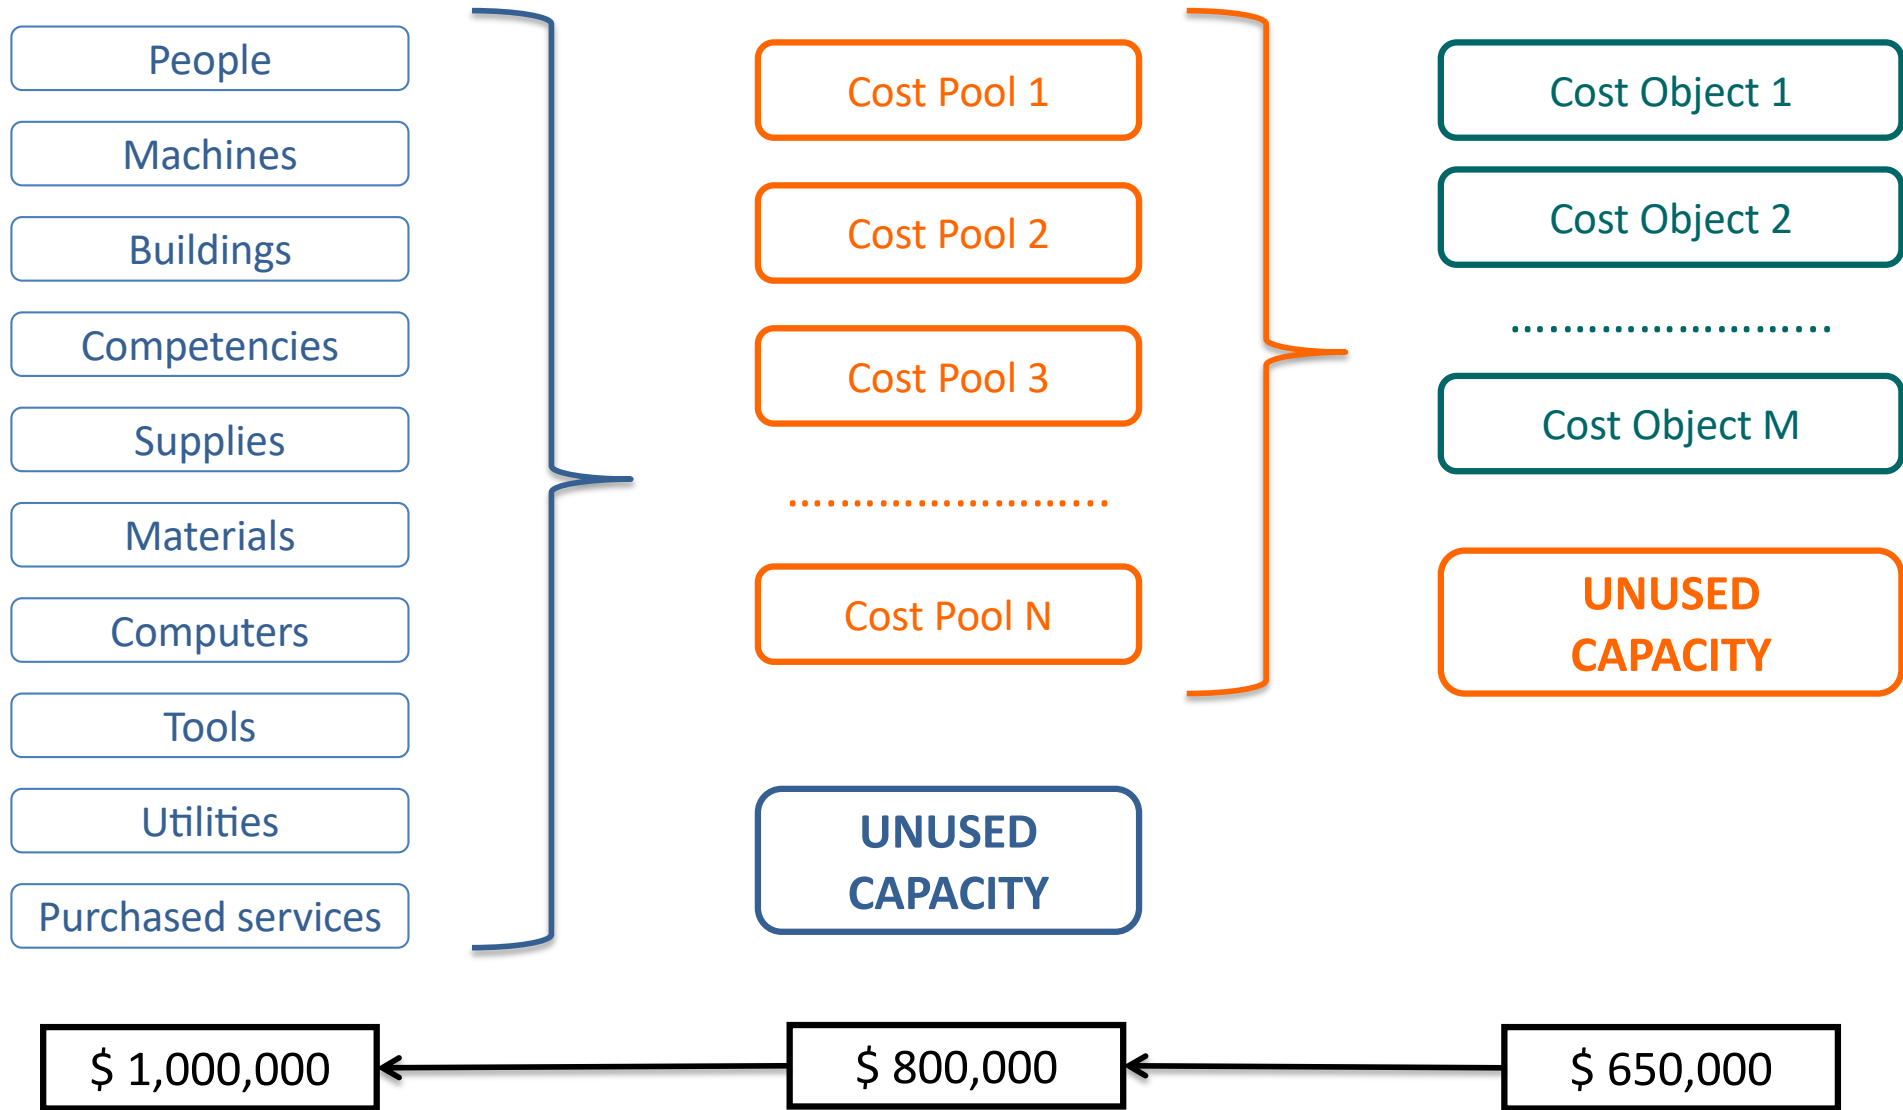 People
Machines
Buildings
Competencies
Supplies
Materials
Computers
Tools
Utilities
Purchased services
Cost Pool 1
Cost Pool 2
Cost Pool 3
..........................
Cost Pool N
UNUSED
CAPACITY
Cost Object 1
Cost Object 2
..........................
Cost Object M
UNUSED
CAPACITY
$ 1,000,000
$ 800,000
$ 650,000